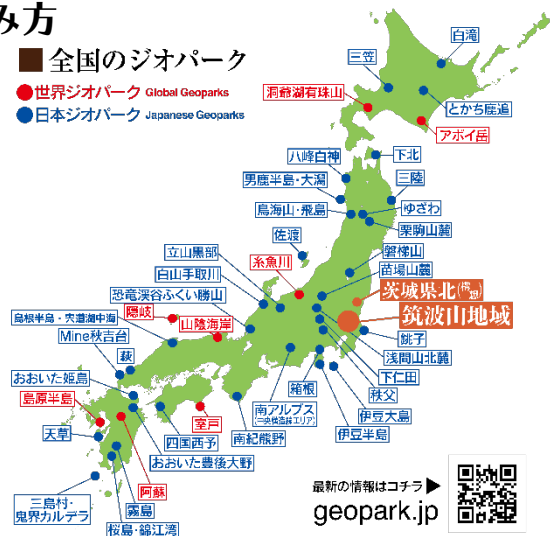 み方
全国のジオパーク
世界ジオパーク Global Geoparks
日本ジオパーク Japanese Geoparks
白滝
三笠
洞爺湖有珠山
とかち鹿追
アポイ岳
八峰白神
下北
男鹿半島・大潟
三陸
鳥海山・飛島
ゆざわ
栗駒山麓
佐渡
磐梯山
立山黒部
糸魚川
苗場山麓
白山手取川
茨城県北
恐竜渓谷ふくい勝山
隠岐
筑波山地域
島根半島・宍道湖中海
山陰海岸
銚子
Mine秋吉台
浅間山北麓
萩
下仁田
おおいた姫島
箱根
秩父
島原半島
南アルプス
(中央構造線エリア)
伊豆大島
室戸
天草
四国西予
南紀熊野
伊豆半島
おおいた豊後大野
阿蘇
三島村・
鬼界カルデラ
霧島
桜島・錦江湾
最新の情報はコチラ▶
geopark.jp